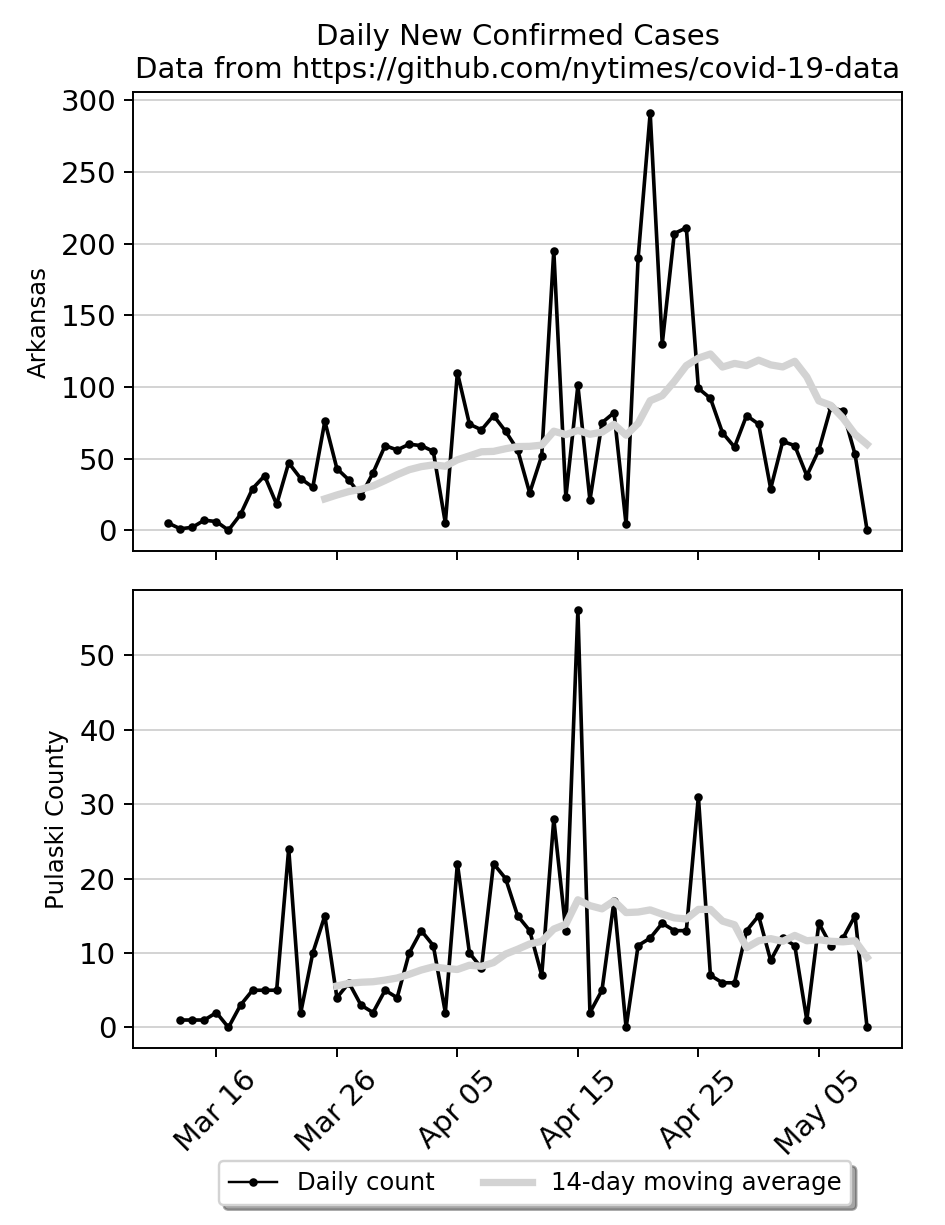 Daily New Confirmed Cases
Data from https://github.com/nytimes/covid-19-data
300
250
200
150
100
50
0
Arkansas
50
40
30
20
10
0
Pulaski County
Mar 16 Mar 26 Apr 05 Apr 15 Apr 25 May 05
Daily count 14-day moving average